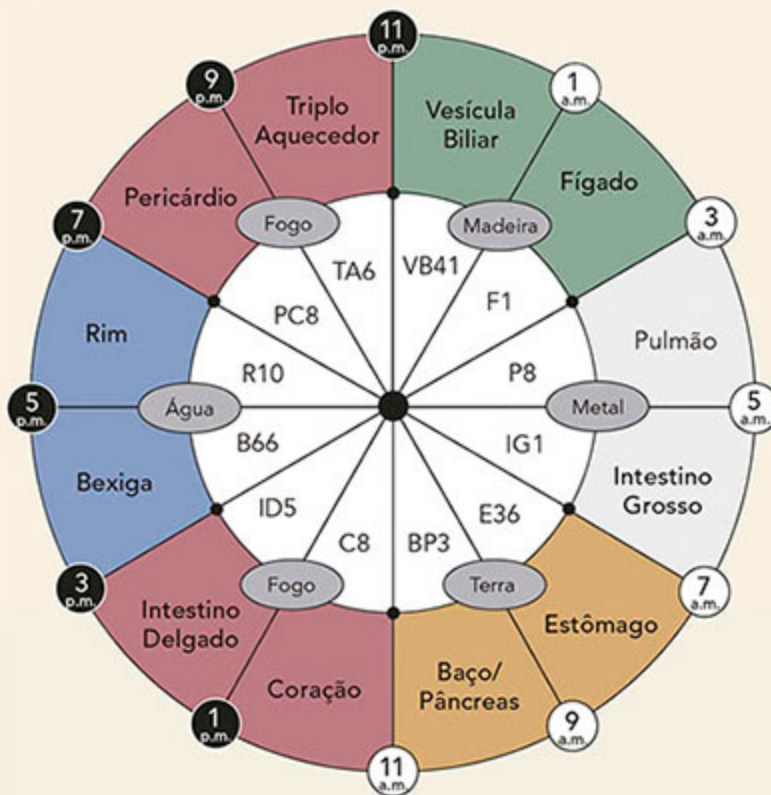 11
p.m.
1
a.m.
3
a.m.
5
a.m.
7
a.m.
9
a.m.
11
a.m.
1
p.m.
3
p.m.
5
p.m.
7
p.m.
9
p.m.
Vesícula
Biliar
Fígado
Pulmão
Intestino
Grosso
Estômago
Baço/
Pâncreas
Coração
Intestino
Delgado
Bexiga
Rim
Pericárdio
Triplo
Aquecedor
Madeira
Metal
Terra
Fogo
Água
Fogo
VB41
F1
P8
IG1
E36
BP3
C8
ID5
B66
R10
PC8
TA6